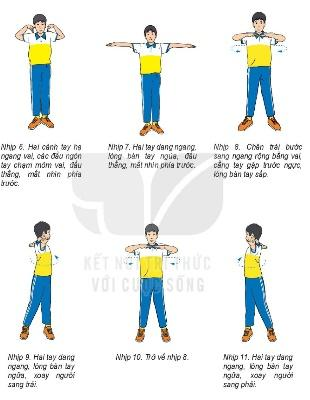 Nhịp 6. Hai cánh tay hạ
ngang vai, các đầu ngón
tay chạm mỏm vai, đầu
thẳng, mắt nhìn phía
trước.
Nhịp 7. Hai tay dang ngang,
lòng bàn tay ngửa, đầu
thẳng, mắt nhìn phía trước.
Nhịp 8. Chân trái bước
sang ngang rộng bằng vai,
cẳng tay gập trước ngực,
lòng bàn tay sấp.
KẾT NỐI TRI THỨC
VỚI CUỘC SỐNG
Nhịp 9. Hai tay dang
ngang, lòng bàn tay
ngửa, xoay người
sang trái.
Nhịp 10. Trở về nhịp 8.
Nhịp 11. Hai tay dang
ngang, lòng bàn tay
ngửa, xoay người
sang phải.